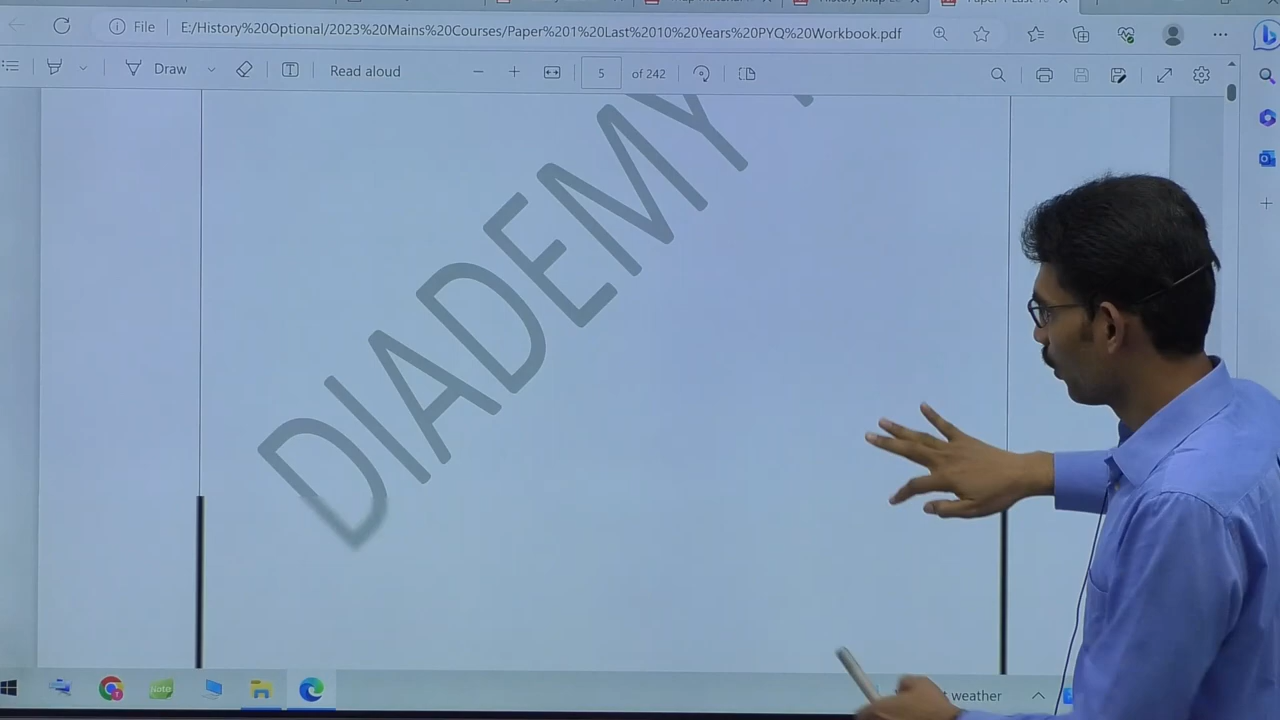 File
E:/History%20Optional/2023%20Mains%20Courses/Paper%201%20Last%2010%20Years%20PYQ%20Workbook.pdf
Draw
Read aloud
5
of 242
DIADEMY
weather